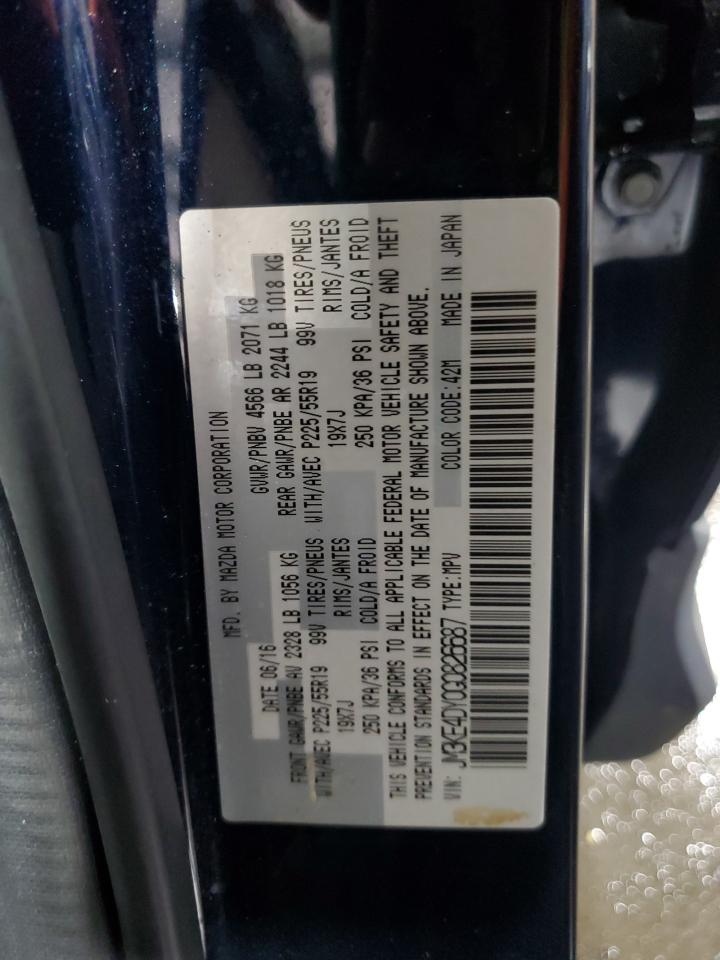 MFD. BY MAZDA MOTOR CORPORATION
DATE 06/16 GVWR/PNBV 4566 LB 2071 KG
FRONT GAWR/PNBE AV 2328 LB 1056 KG REAR GAWR/PNBE AR 2244 LB 1018 KG
WITH/AVEC P225/55R19 99V TIRES/PNEUS WITH/AVEC P225/55R19 99V TIRES/PNEUS
19X7J RIMS/JANTES 19X7J RIMS/JANTES
250 KPA/36 PSI COLD/A FROID 250 KPA/36 PSI COLD/A FROID
THIS VEHICLE CONFORMS TO ALL APPLICABLE FEDERAL MOTOR VEHICLE SAFETY AND THEFT
PREVENTION STANDARDS IN EFFECT ON THE DATE OF MANUFACTURE SHOWN ABOVE.
VIN: JM3KE4DY0G0826687 TYPE:MPV COLOR CODE:42M MADE IN JAPAN